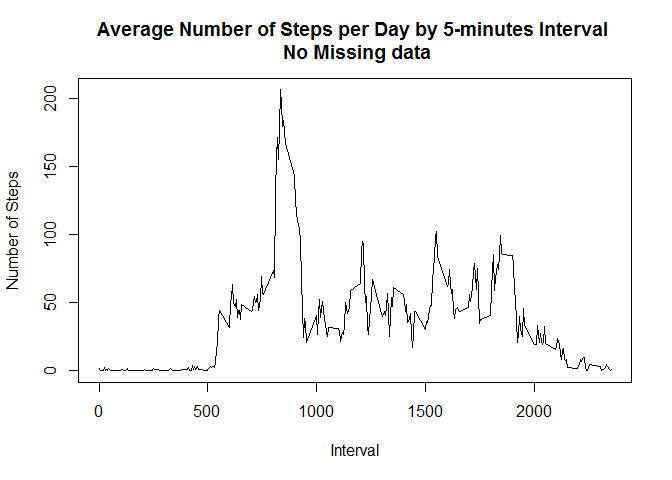 Average Number of Steps per Day by 5-minutes Interval
No Missing data
Number of Steps
200
150
100
50
0
0 500 1000 1500 2000
Interval